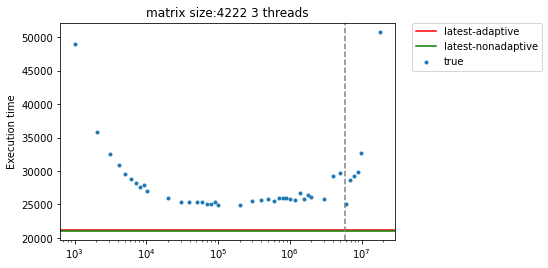 matrix size:4222 3 threads
latest-adaptive
latest-nonadaptive
true
Execution time
50000
45000
40000
35000
30000
25000
20000
10³ 10⁴ 10⁵ 10⁶ 10⁷